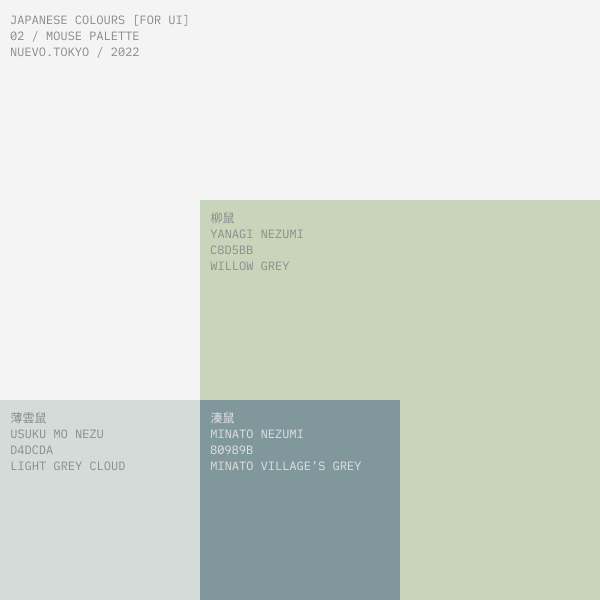 JAPANESE COLOURS [FOR UI]
02 / MOUSE PALETTE
NUEVO.TOKYO / 2022
柳鼠
YANAGI NEZUMI
C8D5BB
WILLOW GREY
薄雲鼠
USUKU MO NEZU
D4DCDA
LIGHT GREY CLOUD
湊鼠
MINATO NEZUMI
80989B
MINATO VILLAGE’S GREY